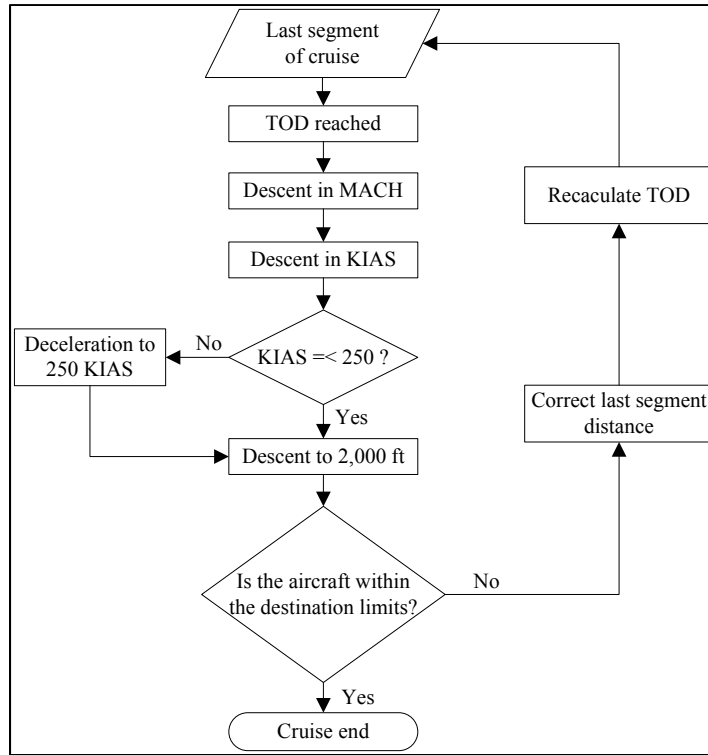 Last segment
of cruise
TOD reached
Descent in MACH
Recaculate TOD
Descent in KIAS
Deceleration to
250 KIAS
No
KIAS =< 250 ?
Yes
Correct last segment
distance
Descent to 2,000 ft
Is the aircraft within
the destination limits?
No
Yes
Cruise end